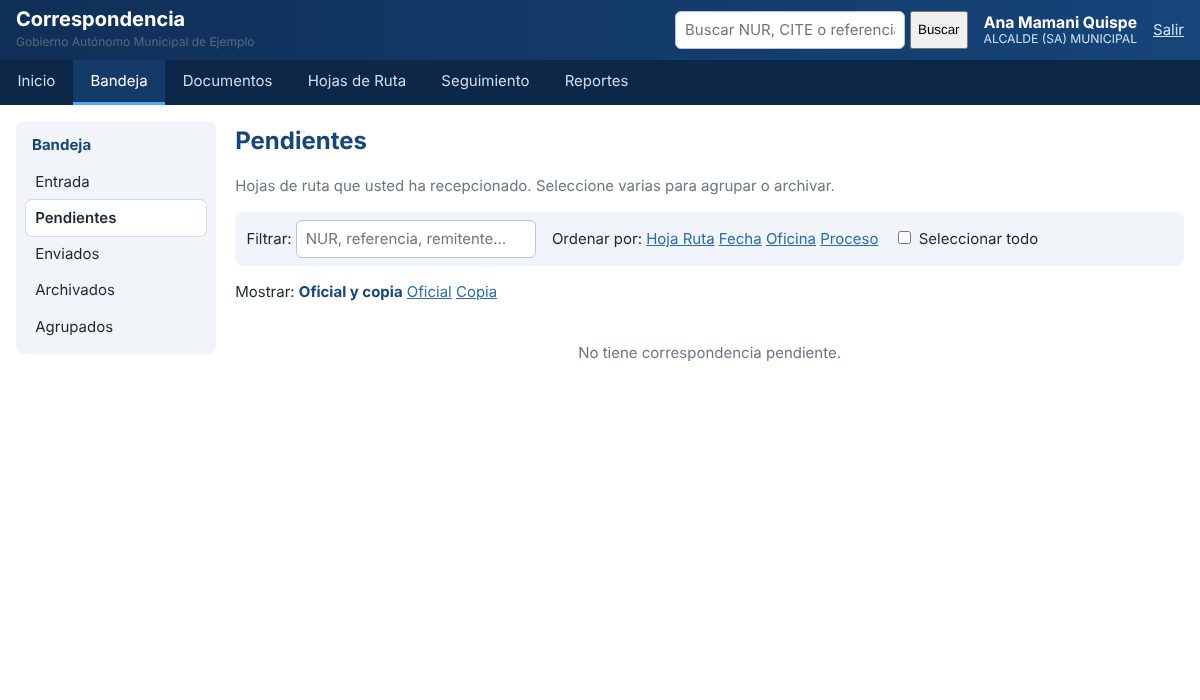 Correspondencia
Gobierno Autónomo Municipal de Ejemplo
Buscar NUR, CITE o referenci
Buscar
Ana Mamani Quispe
ALCALDE (SA) MUNICIPAL
Salir
Inicio Bandeja Documentos Hojas de Ruta Seguimiento Reportes
Bandeja
Entrada
Pendientes
Enviados
Archivados
Agrupados
Pendientes
Hojas de ruta que usted ha recepcionado. Seleccione varias para agrupar o archivar.
Filtrar: NUR, referencia, remitente... Ordenar por: Hoja Ruta Fecha Oficina Proceso Seleccionar todo
Mostrar: Oficial y copia Oficial Copia
No tiene correspondencia pendiente.